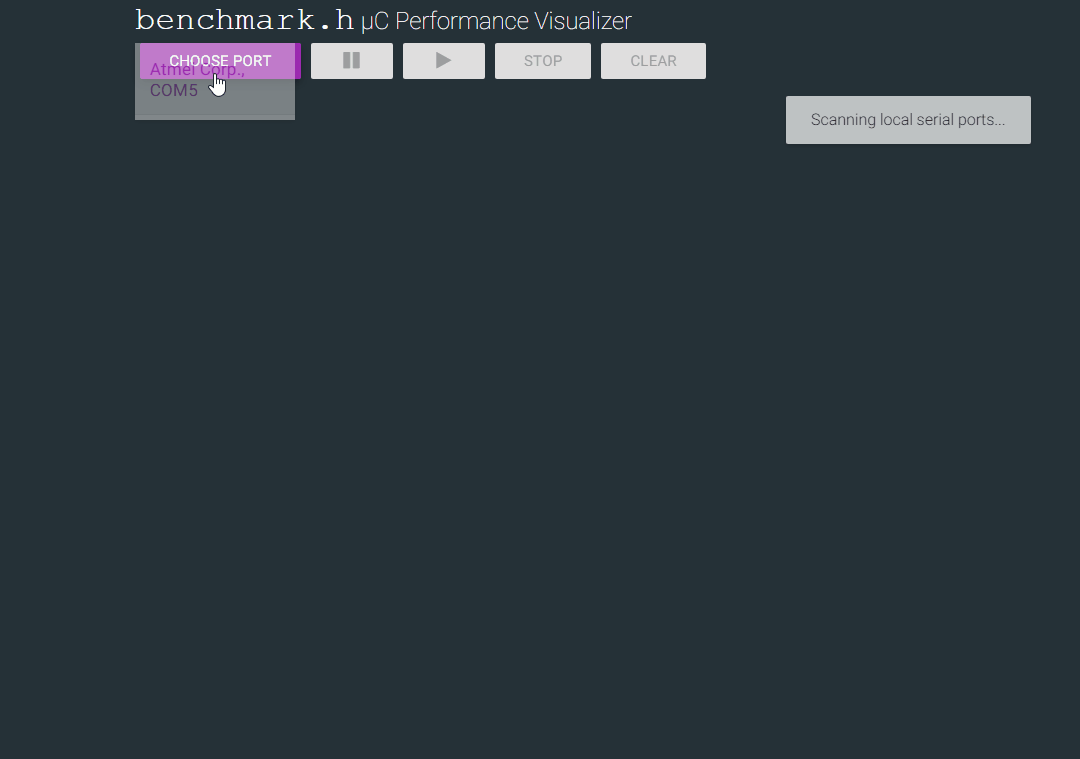 benchmark.h µC Performance Visualizer
CHOOSE PORT
STOP
CLEAR
Atmel Corp.,
COM5
Scanning local serial ports...